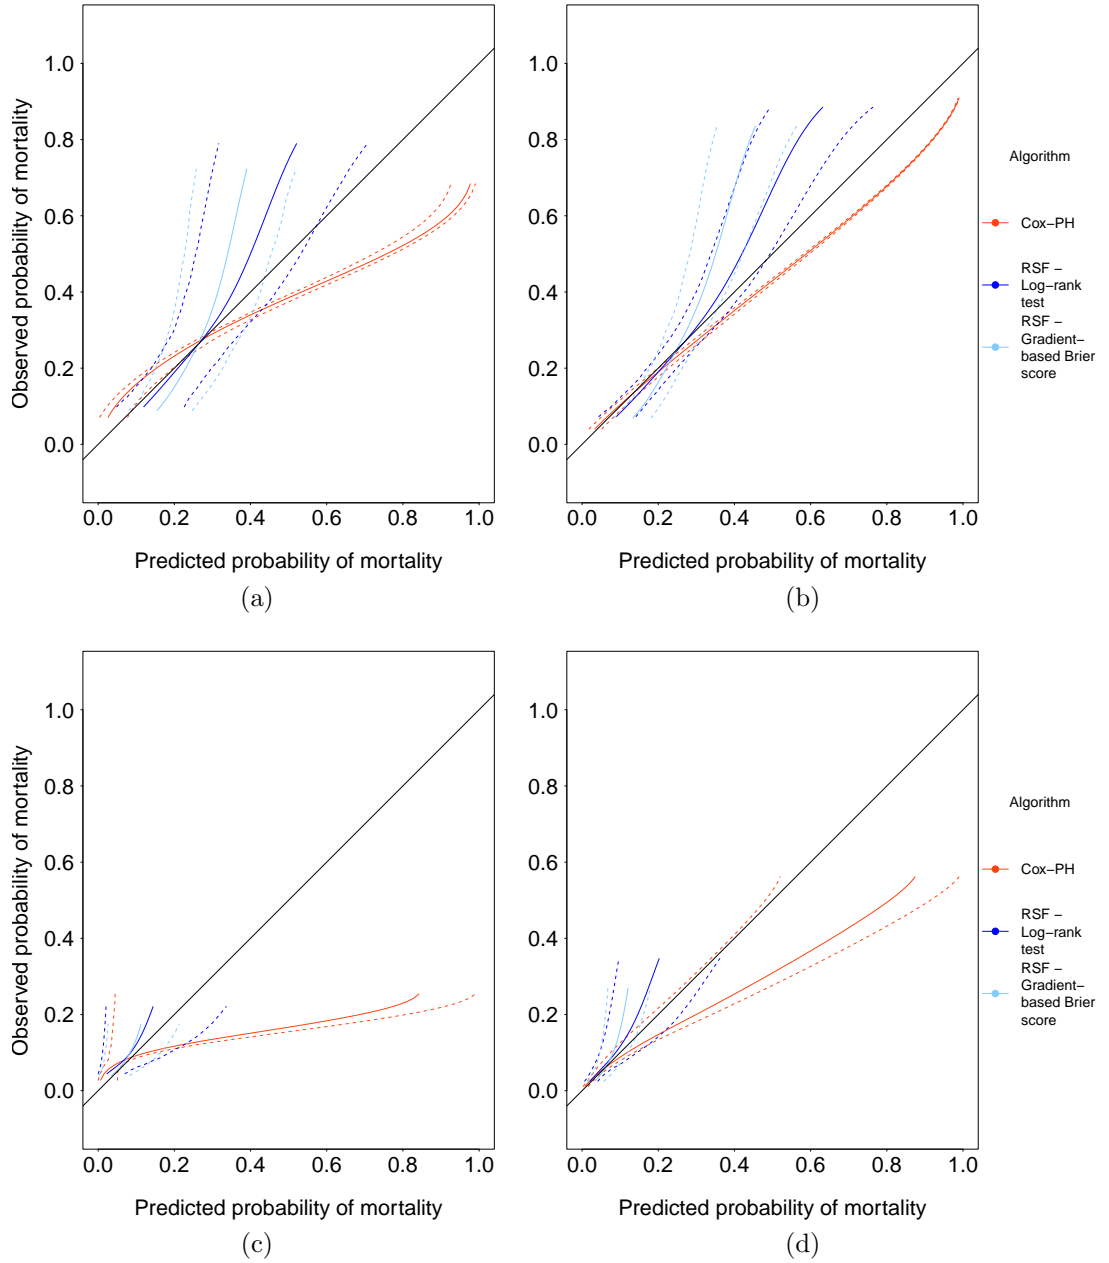 Observed probability of mortality
1.0
0.8
0.6
0.4
0.2
0.0
0.0 0.2 0.4 0.6 0.8 1.0
Predicted probability of mortality
(a)
1.0
0.8
0.6
0.4
0.2
0.0
0.0 0.2 0.4 0.6 0.8 1.0
Predicted probability of mortality
(b)
Algorithm
Cox−PH
RSF −
Log−rank
test
RSF −
Gradient−
based Brier
score
Observed probability of mortality
1.0
0.8
0.6
0.4
0.2
0.0
0.0 0.2 0.4 0.6 0.8 1.0
Predicted probability of mortality
(c)
1.0
0.8
0.6
0.4
0.2
0.0
0.0 0.2 0.4 0.6 0.8 1.0
Predicted probability of mortality
(d)
Algorithm
Cox−PH
RSF −
Log−rank
test
RSF −
Gradient−
based Brier
score